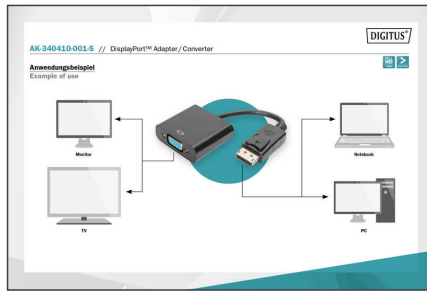 DIGITUS®
AK-340410-001-S // DisplayPort™ Adapter/Converter
Anwendungsbeispiel
Example of use
Monitor
Notebook
TV
PC